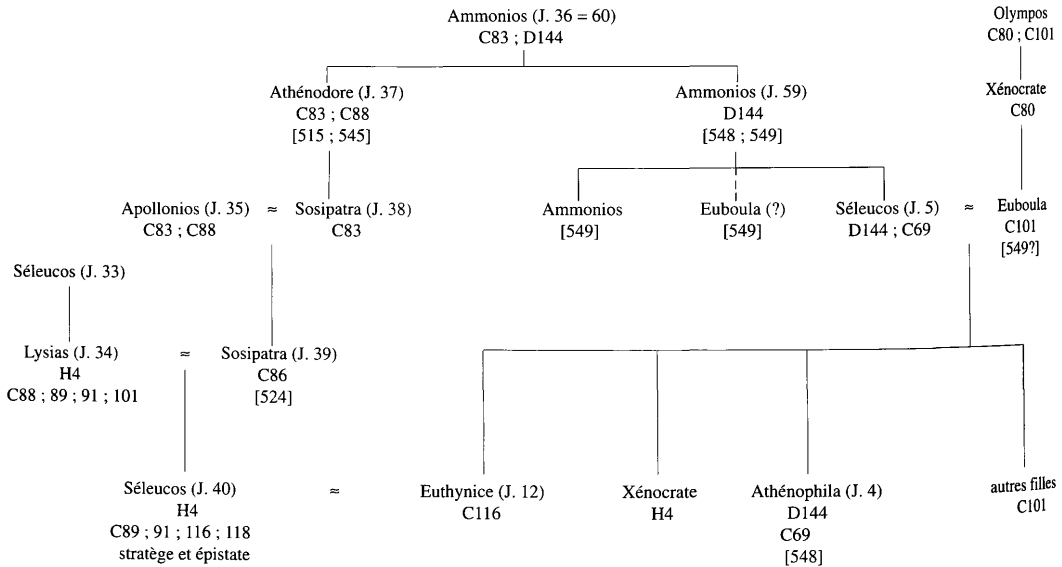 Ammonios (J. 36 = 60)
C83 ; D144
Olympos
C80 ; C101
Athénodore (J. 37)
C83 ; C88
[515 ; 545]
Ammonios (J. 59)
D144
[548 ; 549]
Xénocrate
C80
Apollonios (J. 35)
C83 ; C88
≈
Sosipatra (J. 38)
C83
Ammonios
[549]
Euboula (?)
[549]
Séleucos (J. 5)
D144 ; C69
≈
Euboula
C101
[549?]
Séleucos (J. 33)
Lysias (J. 34)
H4
C88 ; 89 ; 91 ; 101
≈
Sosipatra (J. 39)
C86
[524]
Séleucos (J. 40)
H4
C89 ; 91 ; 116 ; 118
stratège et épistate
≈
Euthynice (J. 12)
C116
Xénocrate
H4
Athénophila (J. 4)
D144
C69
[548]
autres filles
C101